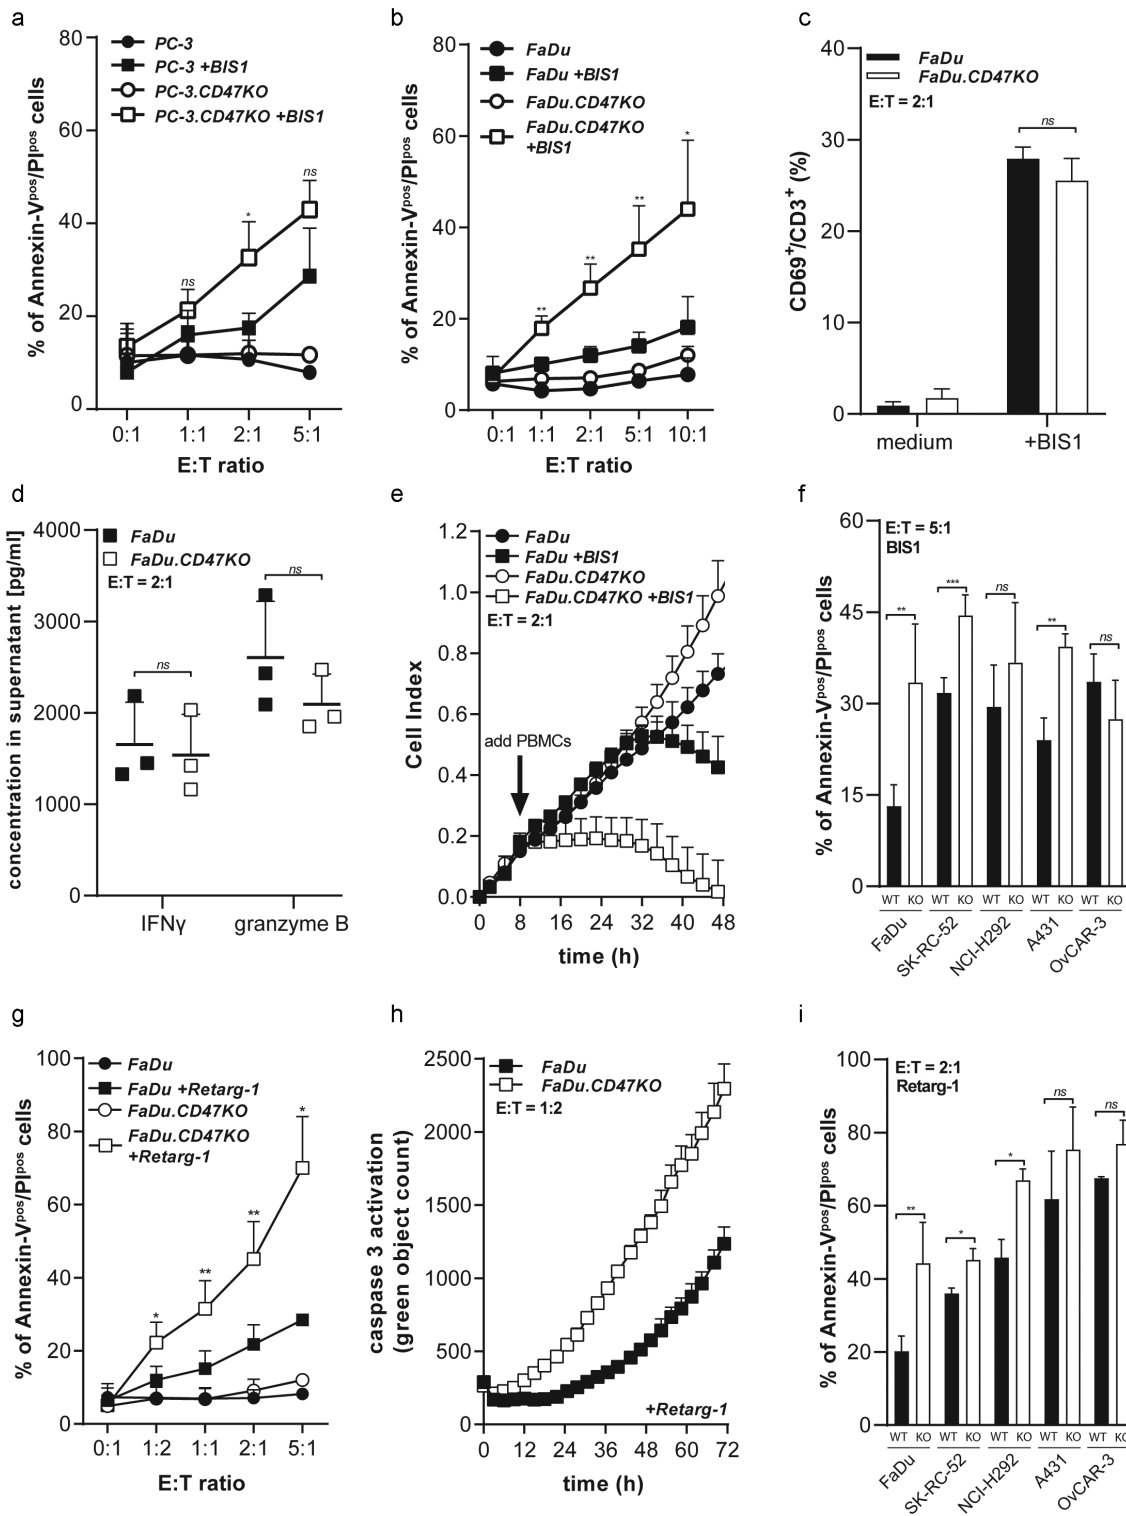 a
80
60
40
20
0
% of Annexin-Vpos/PIpos cells
PC-3
PC-3 +BIS1
PC-3.CD47KO
PC-3.CD47KO +BIS1
ns
*
ns
0:1 1:1 2:1 5:1
E:T ratio
b
80
60
40
20
0
% of Annexin-Vpos/PIpos cells
FaDu
FaDu +BIS1
FaDu.CD47KO
FaDu.CD47KO
+BIS1
**
**
**
*
0:1 1:1 2:1 5:1 10:1
E:T ratio
c
40
30
20
10
0
CD69+/CD3+ (%)
FaDu
FaDu.CD47KO
E:T = 2:1
ns
medium +BIS1
d
4000
3000
2000
1000
0
concentration in supernatant [pg/ml]
FaDu
FaDu.CD47KO
E:T = 2:1
ns
ns
IFNγ granzyme B
e
1.2
1.0
0.8
0.6
0.4
0.2
0.0
Cell Index
FaDu
FaDu +BIS1
FaDu.CD47KO
FaDu.CD47KO +BIS1
E:T = 2:1
add PBMCs
0 8 16 24 32 40 48
time (h)
f
60
45
30
15
0
% of Annexin-Vpos/PIpos cells
E:T = 5:1
BIS1
** *** ns ** ns
WT KO WT KO WT KO WT KO WT KO
FaDu SK-RC-52 NCI-H292 A431 OvCAR-3
g
100
80
60
40
20
0
% of Annexin-Vpos/PIpos cells
FaDu
FaDu +Retarg-1
FaDu.CD47KO
FaDu.CD47KO
+Retarg-1
*
**
**
*
0:1 1:2 1:1 2:1 5:1
E:T ratio
h
2500
2000
1500
1000
500
0
caspase 3 activation
(green object count)
FaDu
FaDu.CD47KO
E:T = 1:2
+Retarg-1
0 12 24 36 48 60 72
time (h)
i
100
80
60
40
20
0
% of Annexin-Vpos/PIpos cells
E:T = 2:1
Retarg-1
** * * ns ns
WT KO WT KO WT KO WT KO WT KO
FaDu SK-RC-52 NCI-H292 A431 OvCAR-3